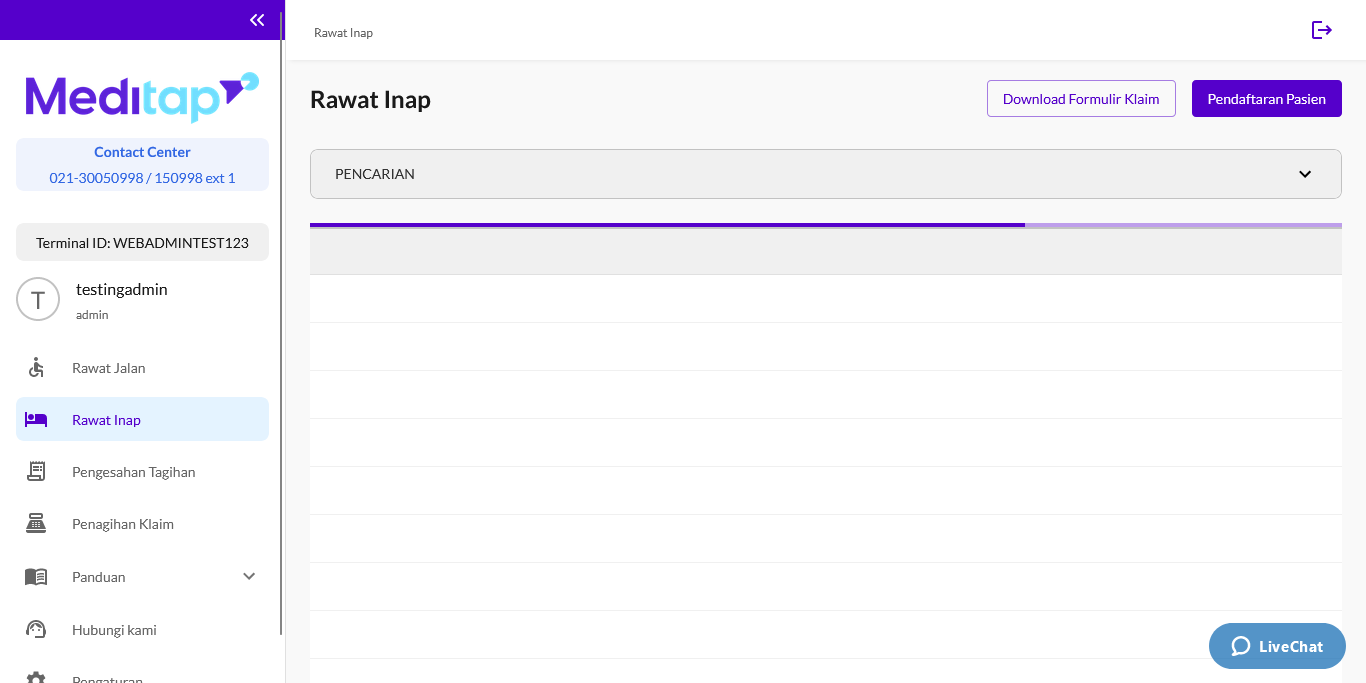 Meditap
Contact Center
021-30050998 / 150998 ext 1
Terminal ID: WEBADMINTEST123
T
testingadmin
admin
Rawat Jalan
Rawat Inap
Pengesahan Tagihan
Penagihan Klaim
Panduan
Hubungi kami
Pengaturan
Rawat Inap
Rawat Inap
Download Formulir Klaim
Pendaftaran Pasien
PENCARIAN
LiveChat